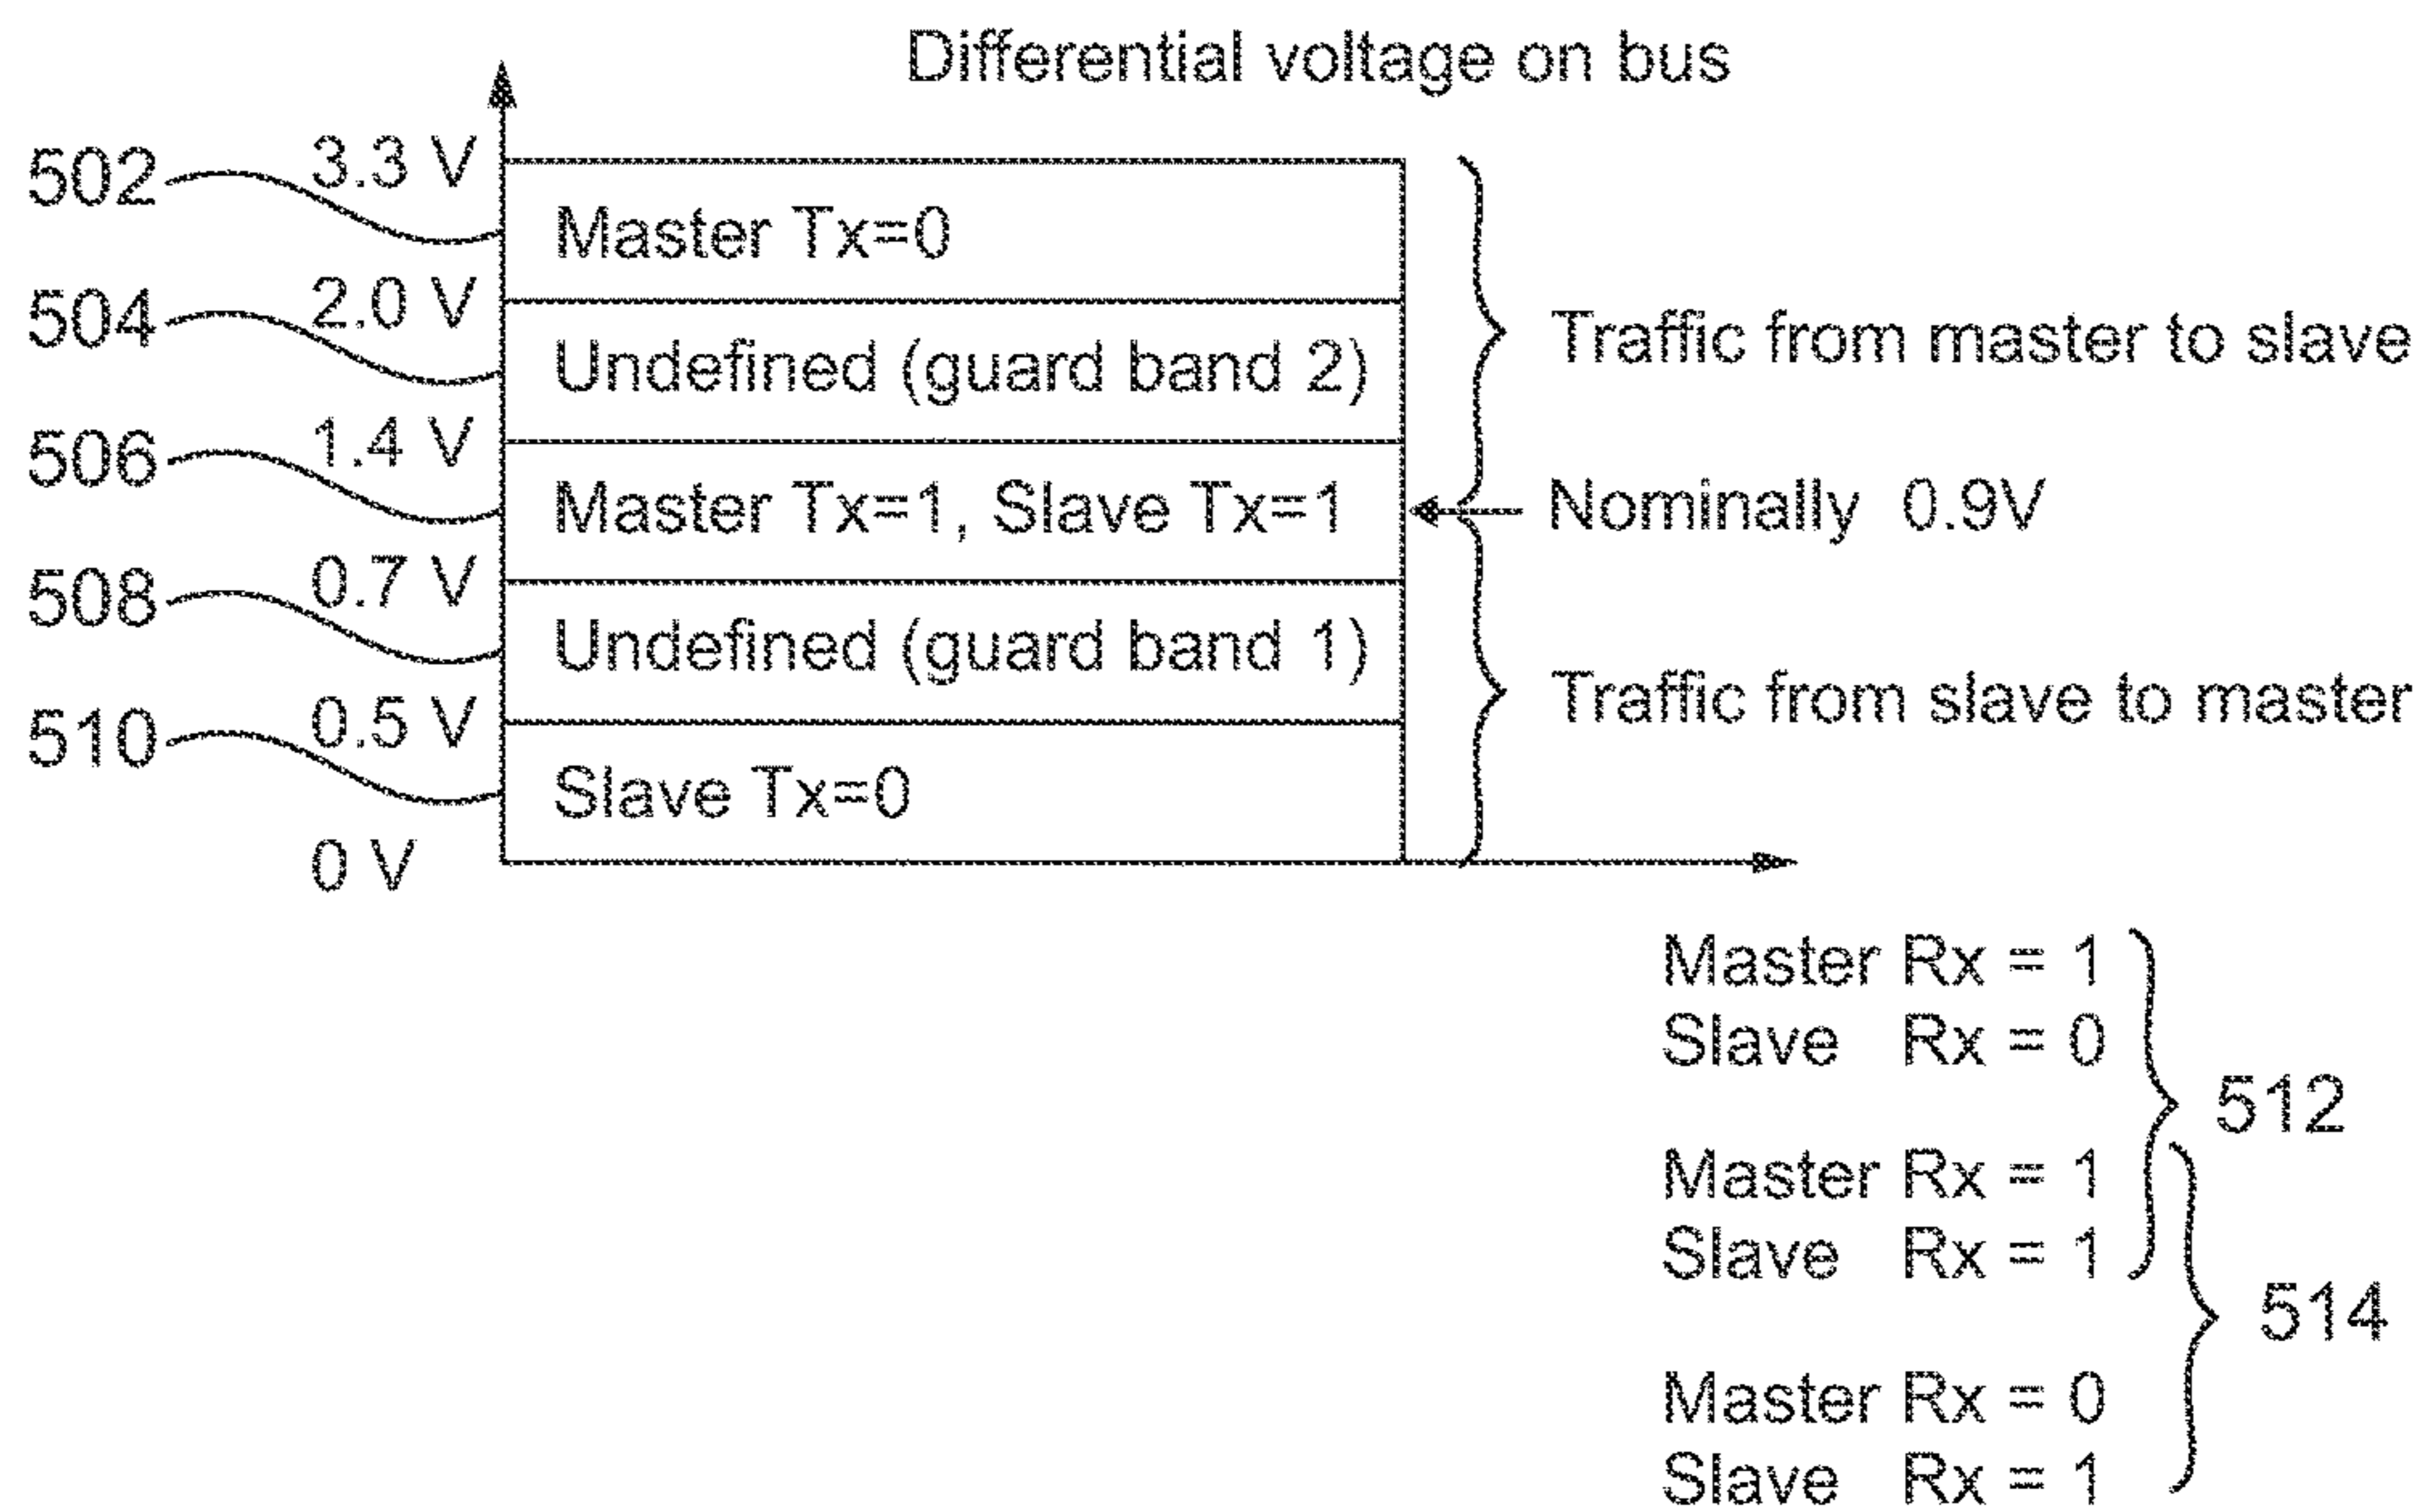 Differential voltage on bus
502 3.3 V
Master Tx=0
504 2.0 V
Undefined (guard band 2)
Traffic from master to slave
506 1.4 V
Master Tx=1, Slave Tx=1
Nominally 0.9V
508 0.7 V
Undefined (guard band 1)
Traffic from slave to master
510 0.5 V
Slave Tx=0
0 V
Master Rx = 1
Slave Rx = 0
512
Master Rx = 1
Slave Rx = 1
514
Master Rx = 0
Slave Rx = 1